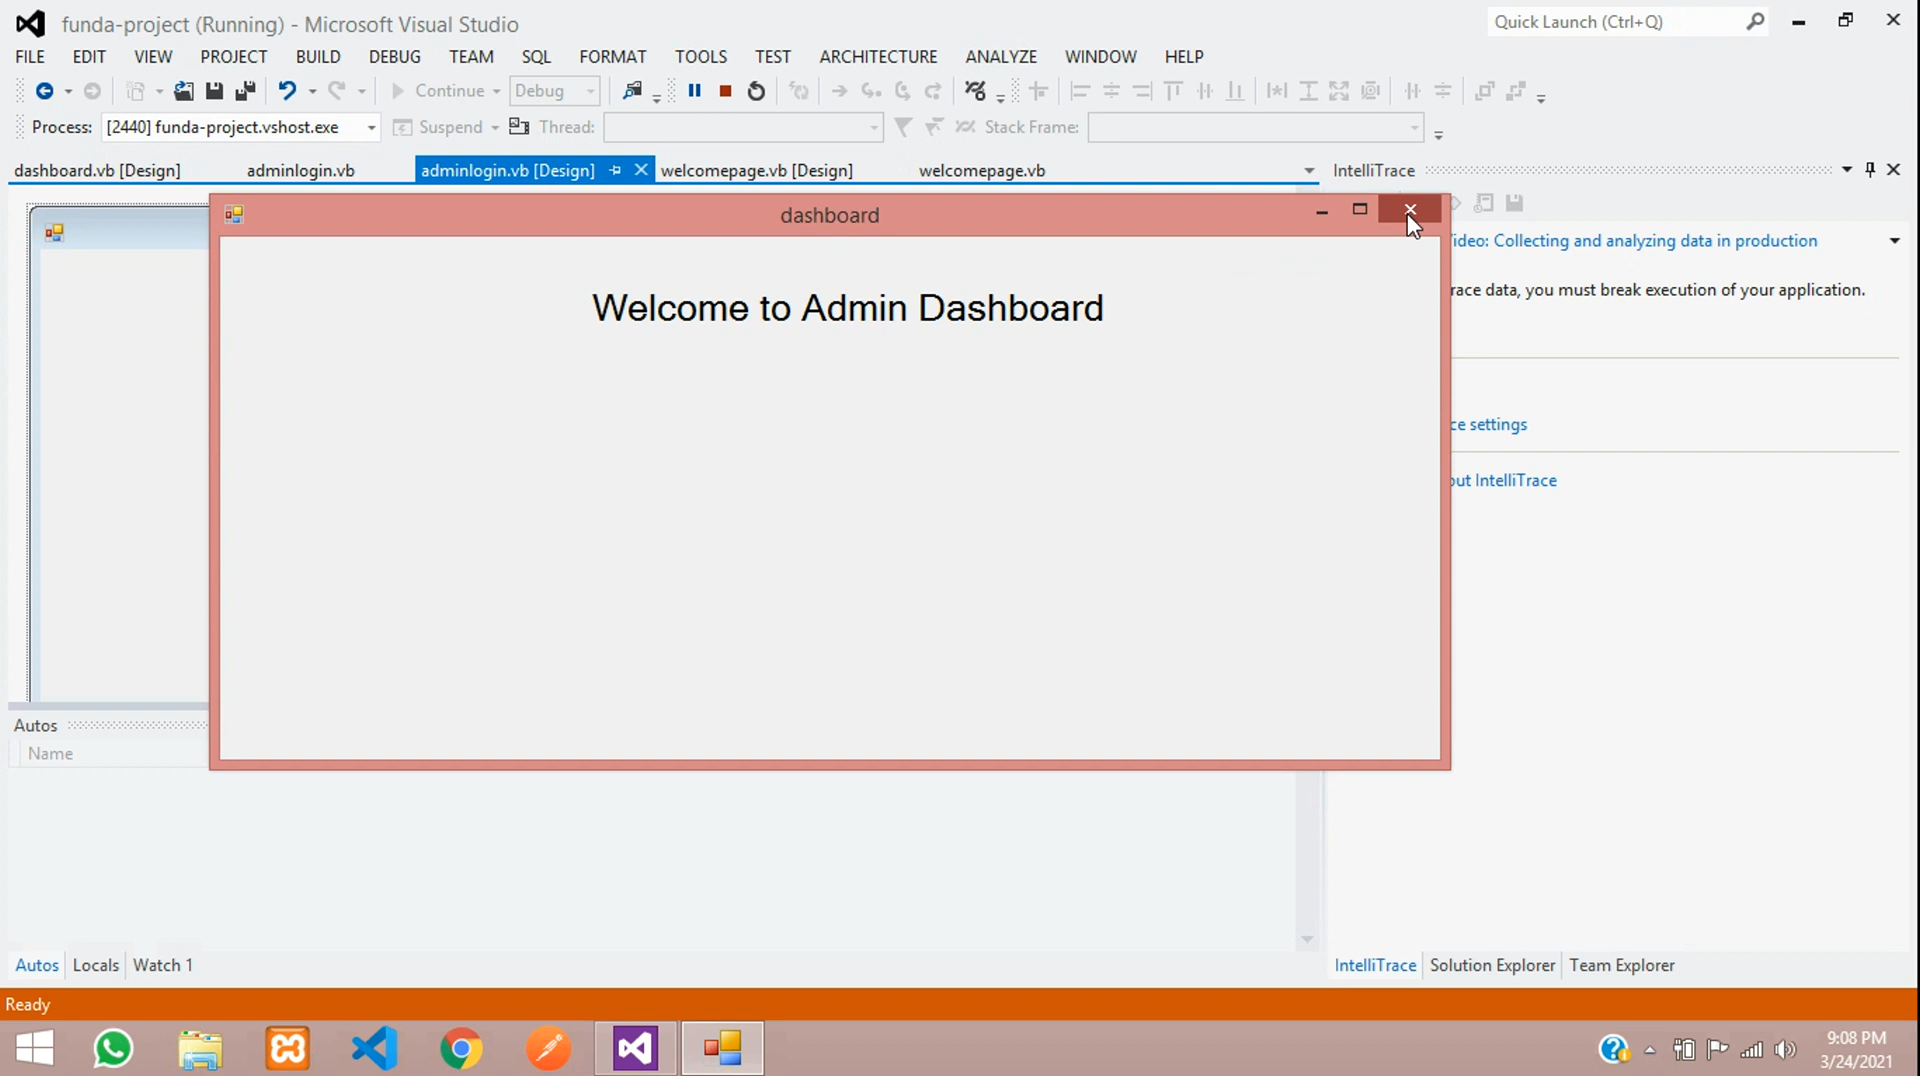 funda-project (Running) - Microsoft Visual Studio
Quick Launch (Ctrl+Q)
FILE EDIT VIEW PROJECT BUILD DEBUG TEAM SQL FORMAT TOOLS TEST ARCHITECTURE ANALYZE WINDOW HELP
Continue Debug
Process: [2440] funda-project.vshost.exe Suspend Thread: Stack Frame:
dashboard.vb [Design] adminlogin.vb adminlogin.vb [Design] welcomepage.vb [Design] welcomepage.vb IntelliTrace
dashboard
ideo: Collecting and analyzing data in production
race data, you must break execution of your application.
Welcome to Admin Dashboard
ce settings
out IntelliTrace
Autos
Name
Autos Locals Watch 1 IntelliTrace Solution Explorer Team Explorer
Ready
9:08 PM
3/24/2021